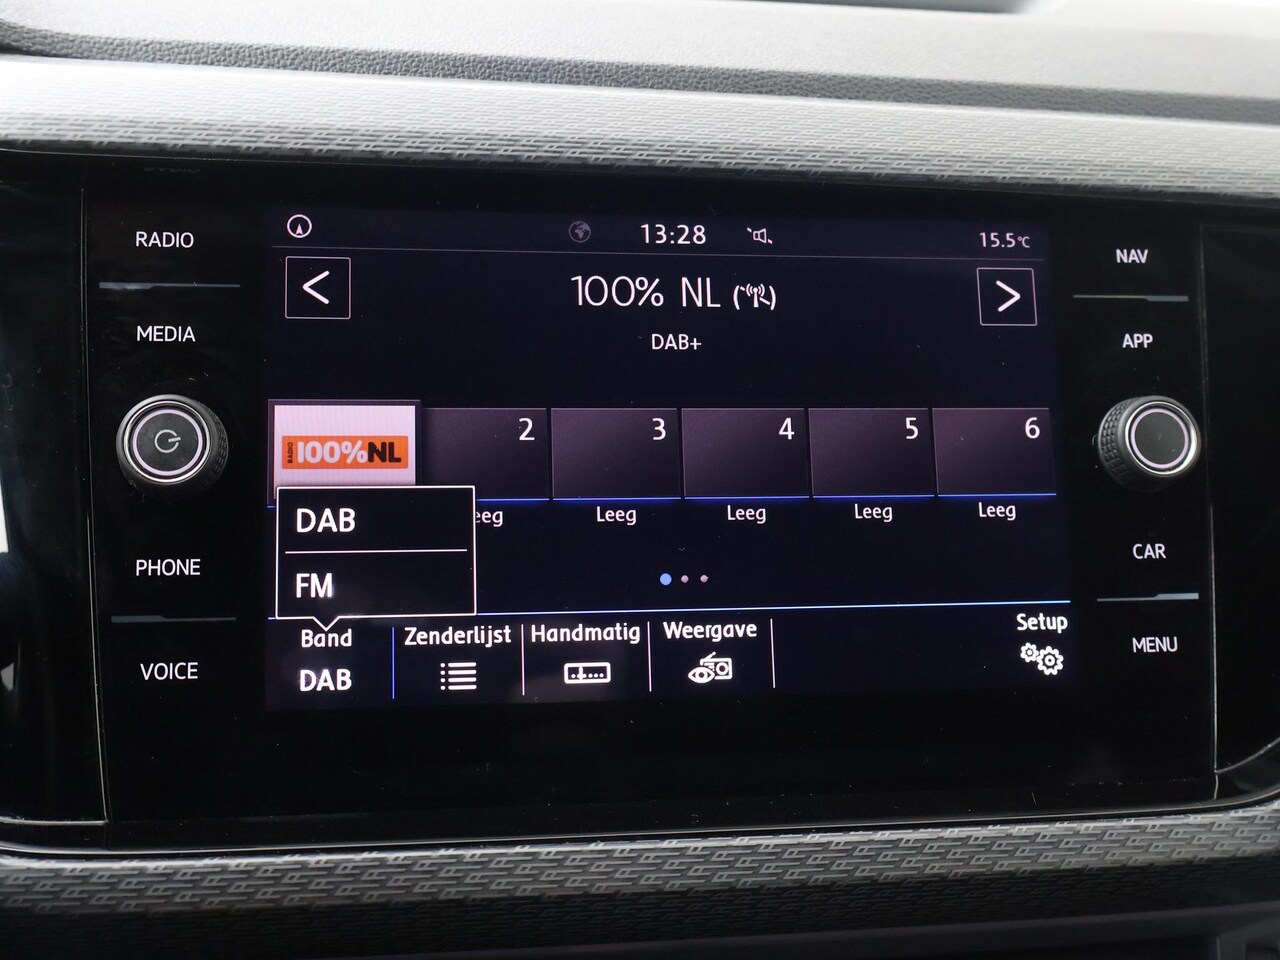 RADIO
MEDIA
PHONE
VOICE
13:28
15.5°C
100% NL
DAB+
RADIO 100%NL
2
3
4
5
6
eeg
Leeg
Leeg
Leeg
Leeg
DAB
FM
Band
DAB
Zenderlijst
Handmatig
Weergave
Setup
NAV
APP
CAR
MENU